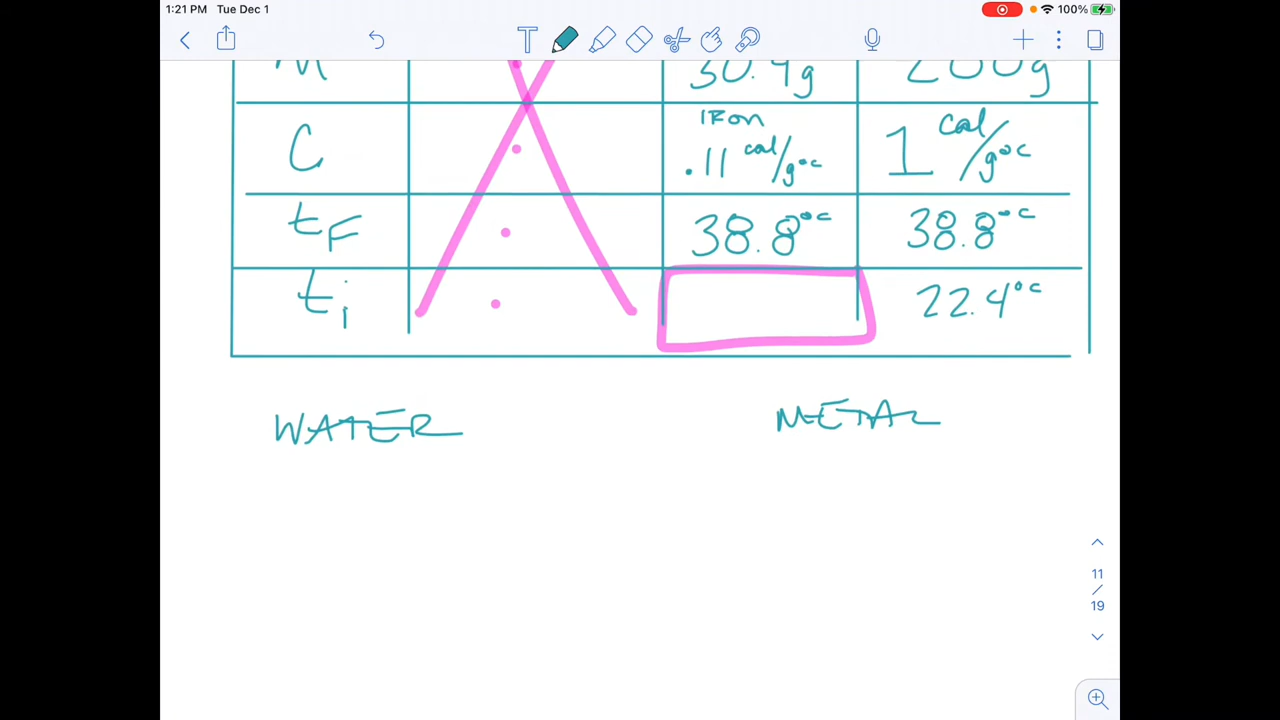 1:21 PM Tue Dec 1 100%
T
M 30.4g 200g
C Iron .11 cal/g°C 1 cal/g°C
tF 38.8°C 38.8°C
ti 22.4°C
WATER METAL
11
/
19